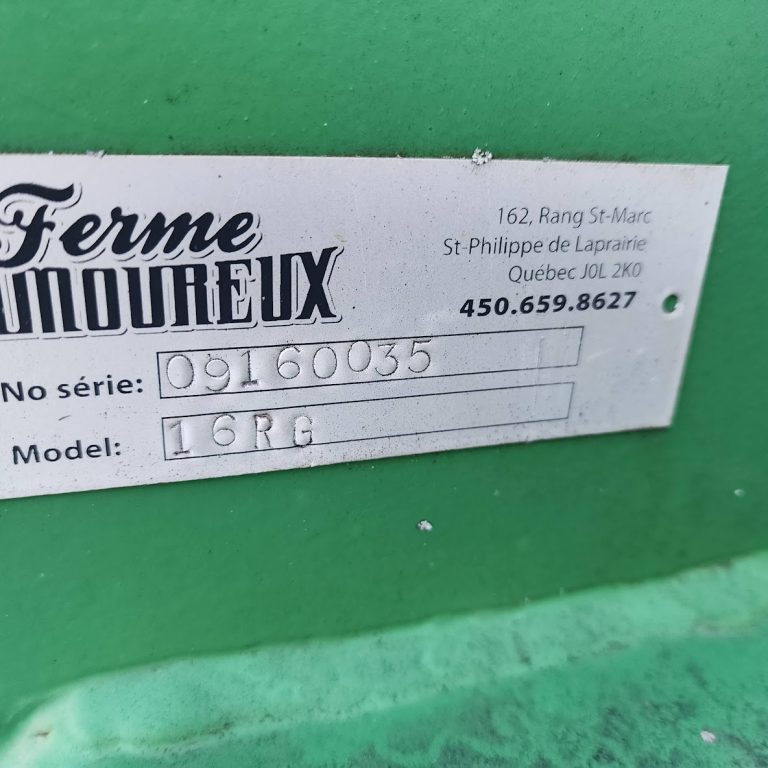 Ferme
AMOUREUX
162, Rang St-Marc
St-Philippe de Laprairie
Québec J0L 2K0
450.659.8627
No série: 09160035
Model: 16RG